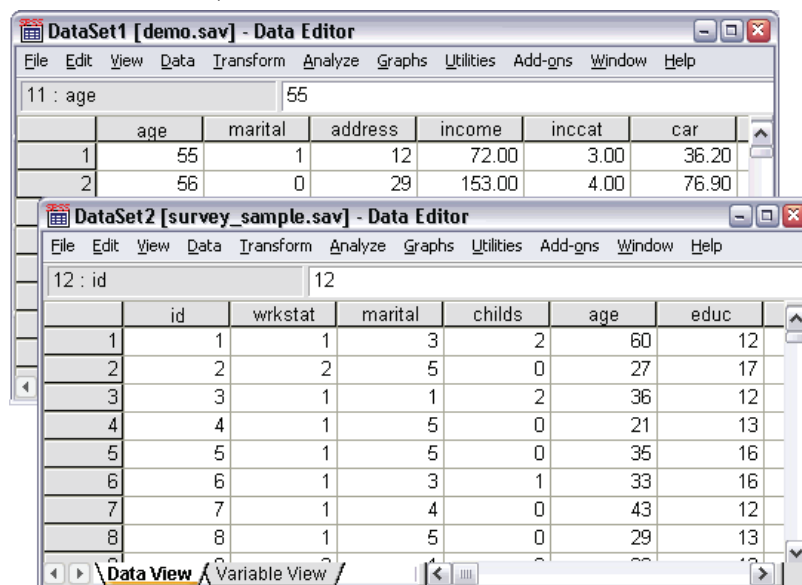 DataSet1 [demo.sav] - Data Editor
File Edit View Data Transform Analyze Graphs Utilities Add-ons Window Help
11 : age 55
age marital address income inccat car
1 55 1 12 72.00 3.00 36.20
2 56 0 29 153.00 4.00 76.90
DataSet2 [survey_sample.sav] - Data Editor
File Edit View Data Transform Analyze Graphs Utilities Add-ons Window Help
12 : id 12
id wrkstat marital childs age educ
1 1 1 3 2 60 12
2 2 2 5 0 27 17
3 3 1 1 2 36 12
4 4 1 5 0 21 13
5 5 1 5 0 35 16
6 6 1 3 1 33 16
7 7 1 4 0 43 12
8 8 1 5 0 29 13
Data View Variable View